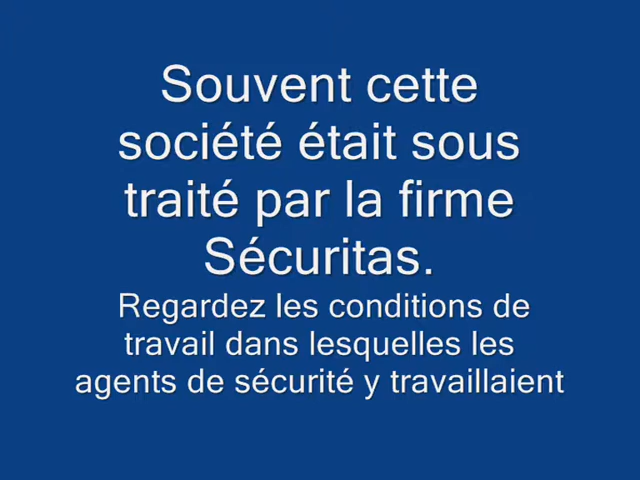 Souvent cette
société était sous
traité par la firme
Sécuritas.
Regardez les conditions de
travail dans lesquelles les
agents de sécurité y travaillaient